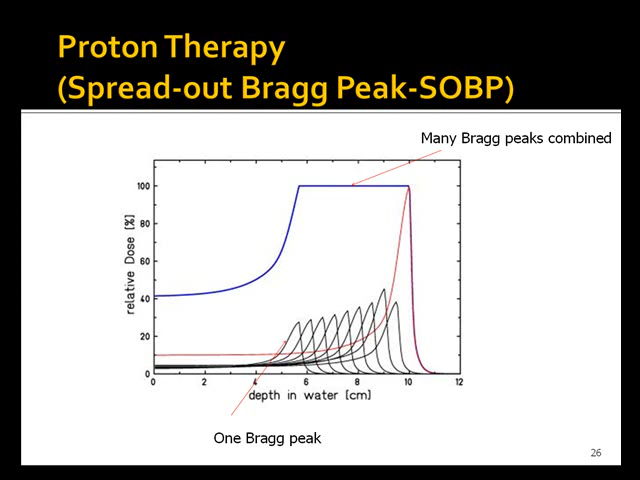 Proton Therapy
(Spread-out Bragg Peak-SOBP)
Many Bragg peaks combined
relative Dose [%]
100
80
60
40
20
0
0 2 4 6 8 10 12
depth in water [cm]
One Bragg peak
26